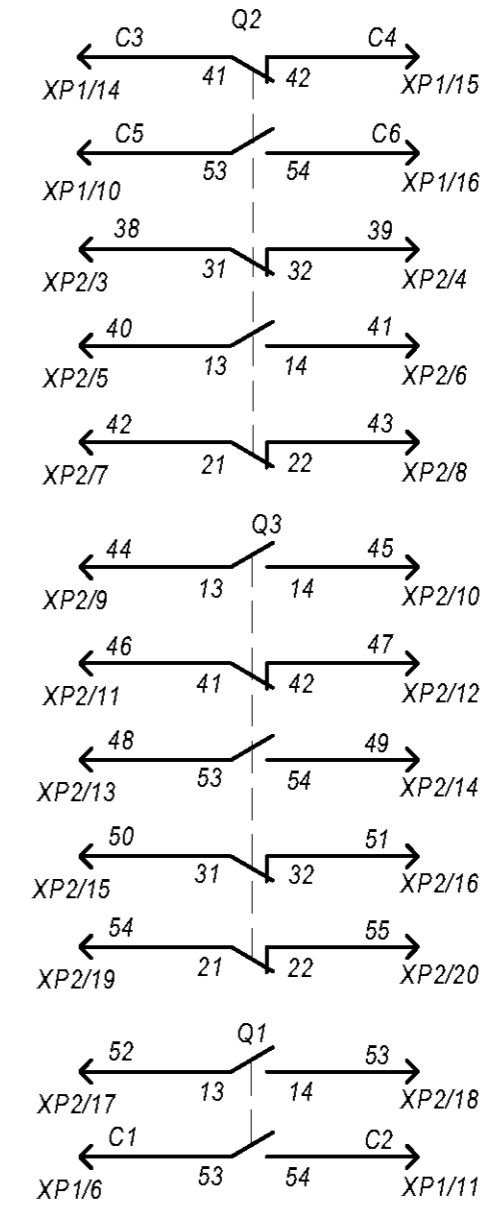 Q2
C3 C4
41 42
XP1/14 XP1/15
C5 C6
53 54
XP1/10 XP1/16
38 39
31 32
XP2/3 XP2/4
40 41
13 14
XP2/5 XP2/6
42 43
21 22
XP2/7 XP2/8
Q3
44 45
13 14
XP2/9 XP2/10
46 47
41 42
XP2/11 XP2/12
48 49
53 54
XP2/13 XP2/14
50 51
31 32
XP2/15 XP2/16
54 55
21 22
XP2/19 XP2/20
Q1
52 53
13 14
XP2/17 XP2/18
C1 C2
53 54
XP1/6 XP1/11